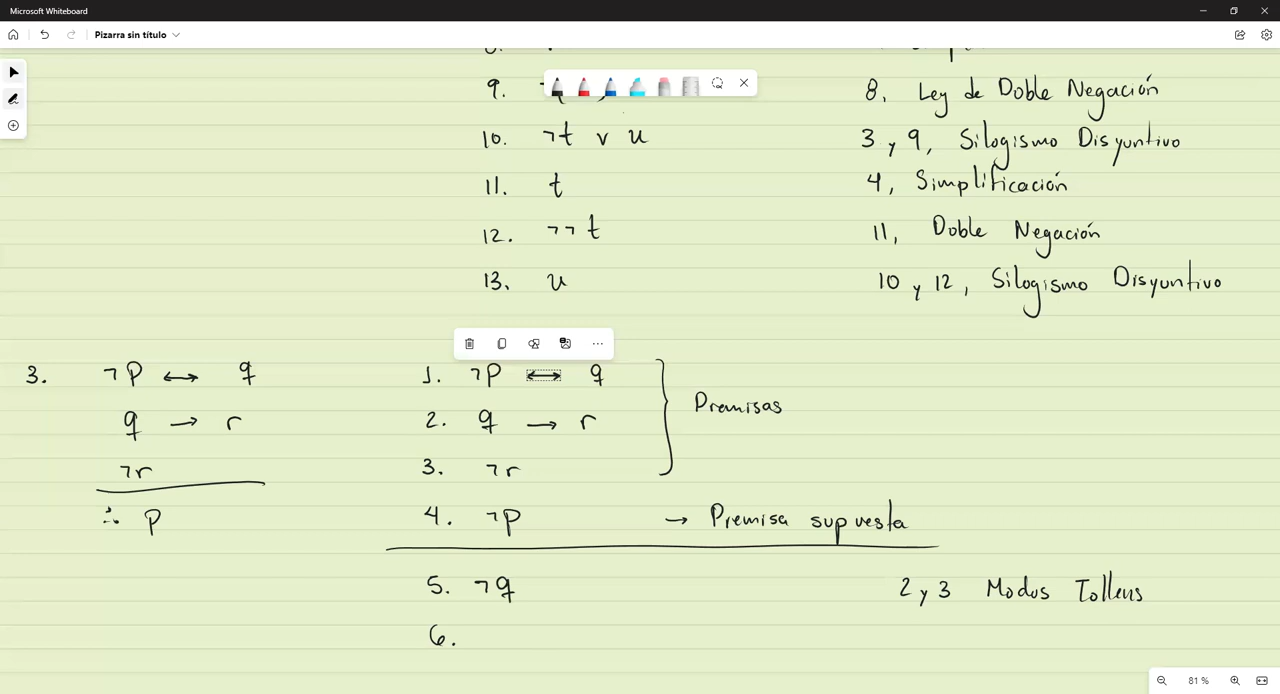 Microsoft Whiteboard
Pizarra sin título
8.
9. 8, Ley de Doble Negación
10. ¬t v u 3 y 9, Silogismo Disyuntivo
11. t 4, Simplificación
12. ¬¬t 11, Doble Negación
13. u 10 y 12, Silogismo Disyuntivo
3. ¬p ↔ q 1. ¬p ↔ q
q → r 2. q → r Premisas
¬r 3. ¬r
∴ p 4. ¬p → Premisa supuesta
5. ¬q 2 y 3 Modus Tollens
6.
81 %